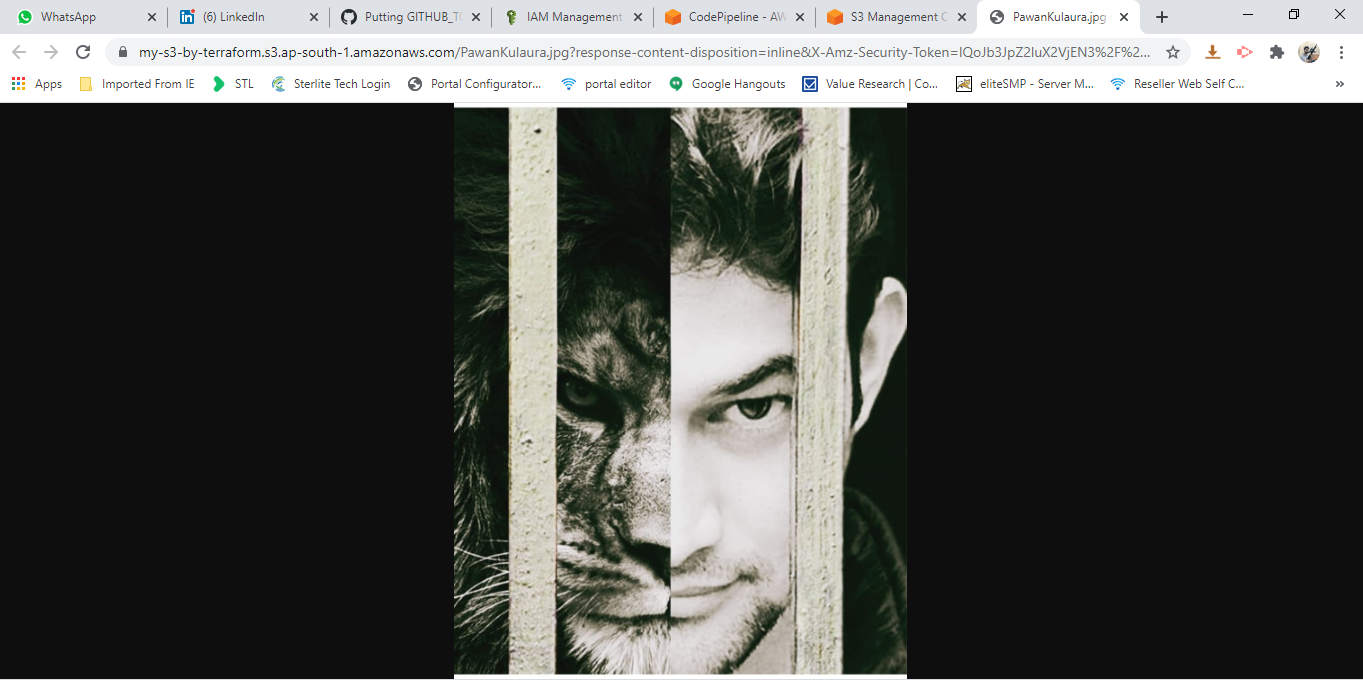 WhatsApp (6) LinkedIn Putting GITHUB_TO IAM Management CodePipeline - AW S3 Management C PawanKulaura.jpg
my-s3-by-terraform.s3.ap-south-1.amazonaws.com/PawanKulaura.jpg?response-content-disposition=inline&X-Amz-Security-Token=IQoJb3JpZ2luX2VjEN3%2F%2...
Apps Imported From IE STL Sterlite Tech Login Portal Configurator... portal editor Google Hangouts Value Research | Co... eliteSMP - Server M... Reseller Web Self C... »